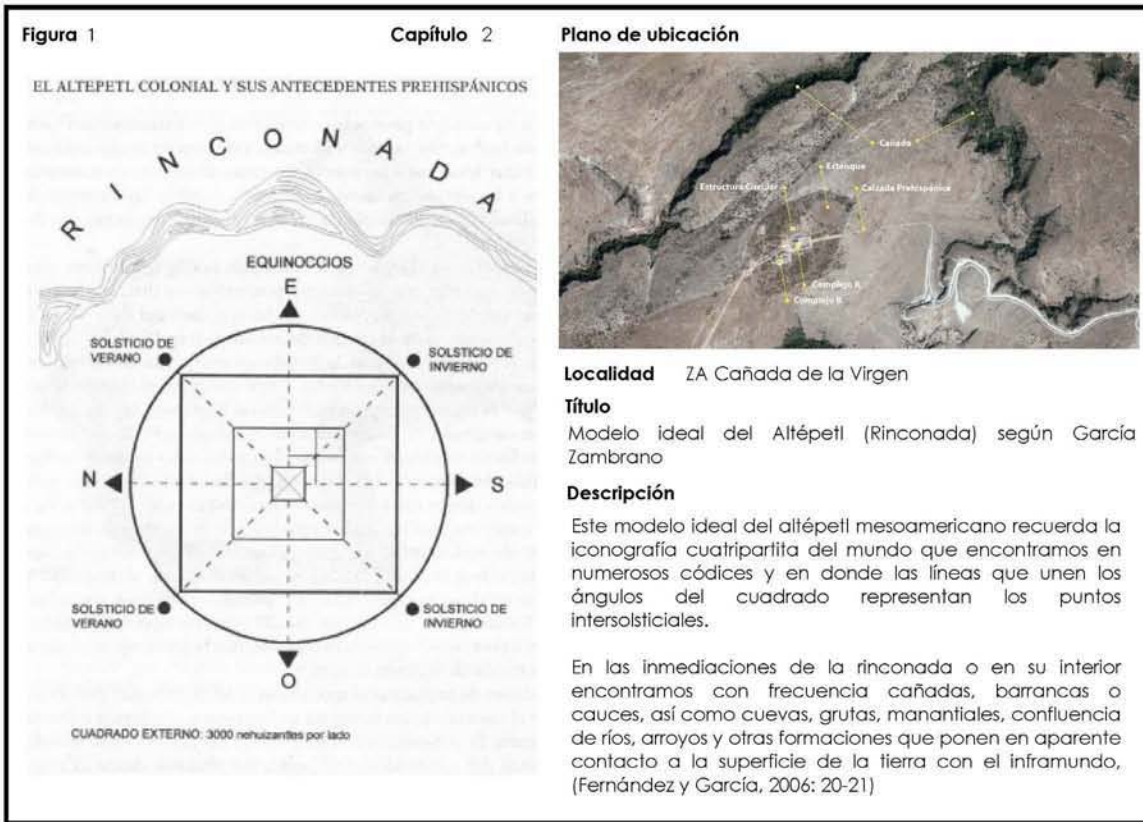 Figura 1
Capítulo 2
Plano de ubicación
EL ALTEPETL COLONIAL Y SUS ANTECEDENTES PREHISPÁNICOS
RINCONADA
EQUINOCCIOS
E
SOLSTICIO DE
VERANO
SOLSTICIO DE
INVIERNO
N
S
SOLSTICIO DE
VERANO
SOLSTICIO DE
INVIERNO
O
CUADRADO EXTERNO: 3000 nehuizantles por lado
Cañada
Estanque
Estructura Circular
Calzada Prehispánica
Complejo A
Complejo B
Localidad ZA Cañada de la Virgen
Título
Modelo ideal del Altépetl (Rinconada) según García
Zambrano
Descripción
Este modelo ideal del altépetl mesoamericano recuerda la
iconografía cuatripartita del mundo que encontramos en
numerosos códices y en donde las líneas que unen los
ángulos del cuadrado representan los puntos
intersolsticiales.
En las inmediaciones de la rinconada o en su interior
encontramos con frecuencia cañadas, barrancas o
cauces, así como cuevas, grutas, manantiales, confluencia
de ríos, arroyos y otras formaciones que ponen en aparente
contacto a la superficie de la tierra con el inframundo,
(Fernández y García, 2006: 20-21)